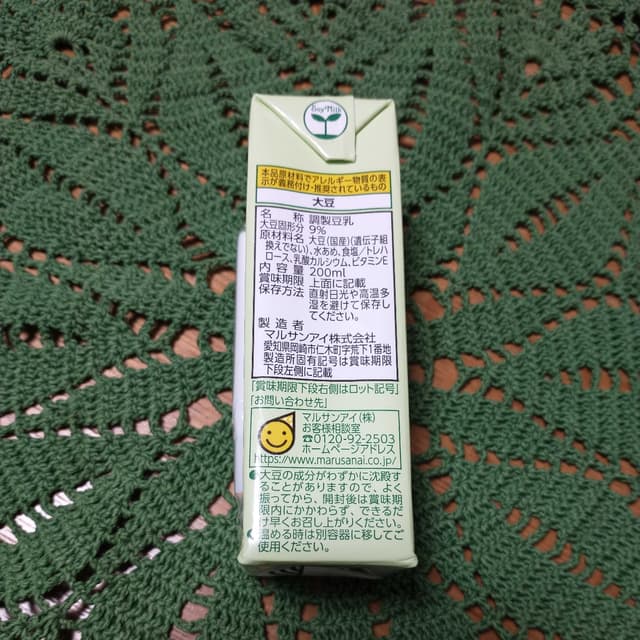 Soy Milk
本品原材料でアレルギー物質の表
示が義務付け・推奨されているもの
大豆
名称 調製豆乳
大豆固形分 9%
原材料名 大豆(国産)(遺伝子組
換えでない)、水あめ、食塩/トレハ
ロース、乳酸カルシウム、ビタミンE
内容量 200ml
賞味期限 上面に記載
保存方法 直射日光や高温多
湿を避けて保存し
てください。
製造者
マルサンアイ株式会社
愛知県岡崎市仁木町字荒下1番地
製造所固有記号は賞味期限
下段左側に記載
「賞味期限下段右側はロット記号」
「お問い合わせ先」
マルサンアイ(株)
お客様相談室
☎0120-92-2503
ホームページアドレス
https://www.marusanai.co.jp/
●大豆の成分がわずかに沈殿す
ることがありますので、よく
振ってから、開封後は賞味期
限内にかかわらず、できるだ
け早くお召し上がりください。
●温める時は別容器に移してご
使用ください。